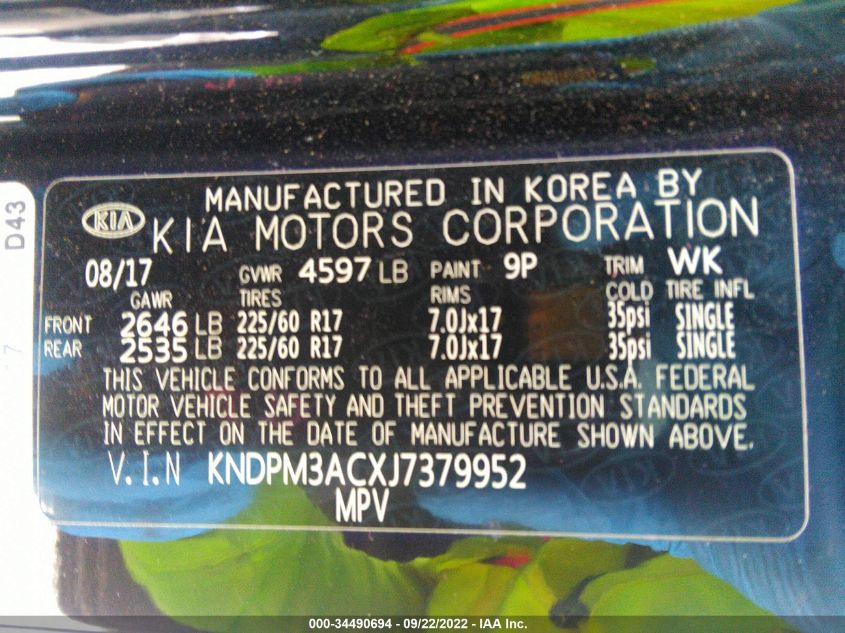 MANUFACTURED IN KOREA BY
KIA KIA MOTORS CORPORATION
08/17 GVWR 4597 LB PAINT 9P TRIM WK
GAWR TIRES RIMS COLD TIRE INFL
FRONT 2646 LB 225/60 R17 7.0Jx17 35psi SINGLE
REAR 2535 LB 225/60 R17 7.0Jx17 35psi SINGLE
THIS VEHICLE CONFORMS TO ALL APPLICABLE U.S.A. FEDERAL
MOTOR VEHICLE SAFETY AND THEFT PREVENTION STANDARDS
IN EFFECT ON THE DATE OF MANUFACTURE SHOWN ABOVE.
V.I.N KNDPM3ACXJ7379952
MPV
D43
7
000-34490694 - 09/22/2022 - IAA Inc.